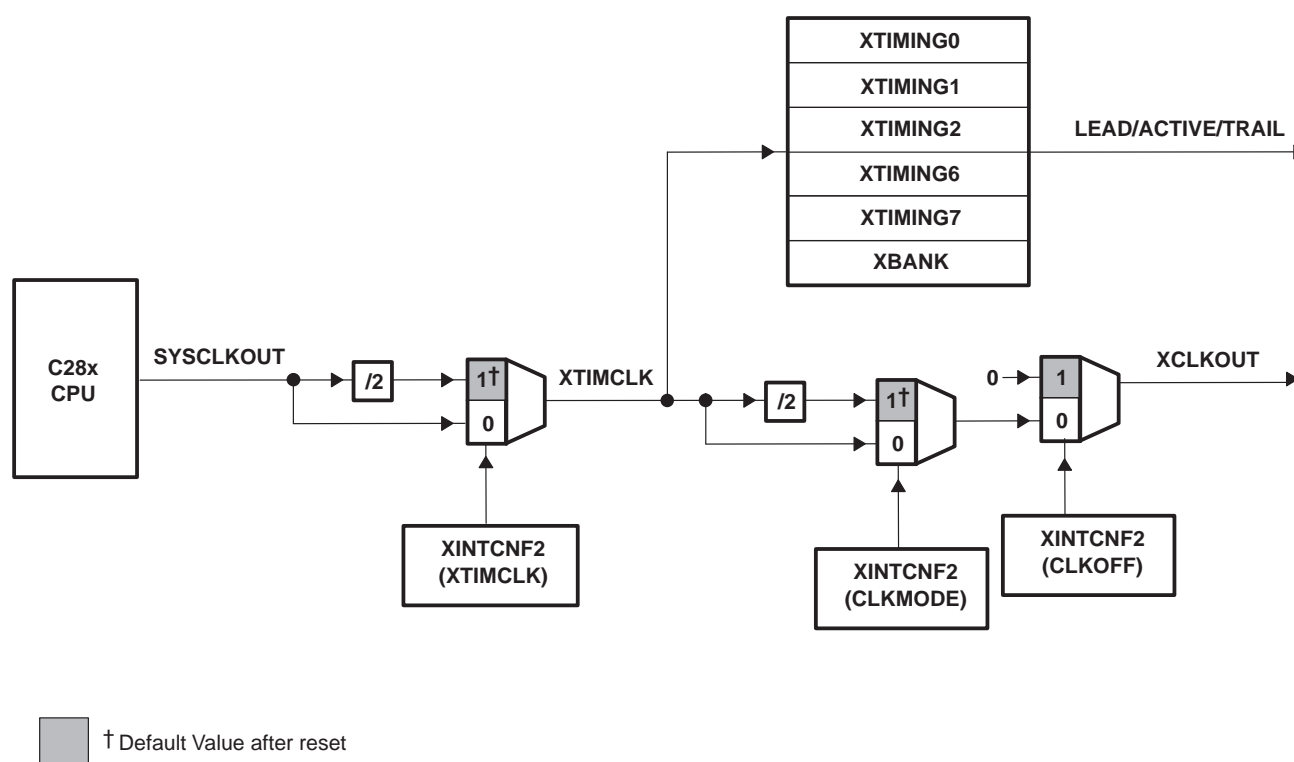 XTIMING0
XTIMING1
XTIMING2
XTIMING6
XTIMING7
XBANK
LEAD/ACTIVE/TRAIL
C28x
CPU
SYSCLKOUT
/2
1†
0
XTIMCLK
XINTCNF2
(XTIMCLK)
/2
1†
0
XINTCNF2
(CLKMODE)
0
1
0
XCLKOUT
XINTCNF2
(CLKOFF)
† Default Value after reset